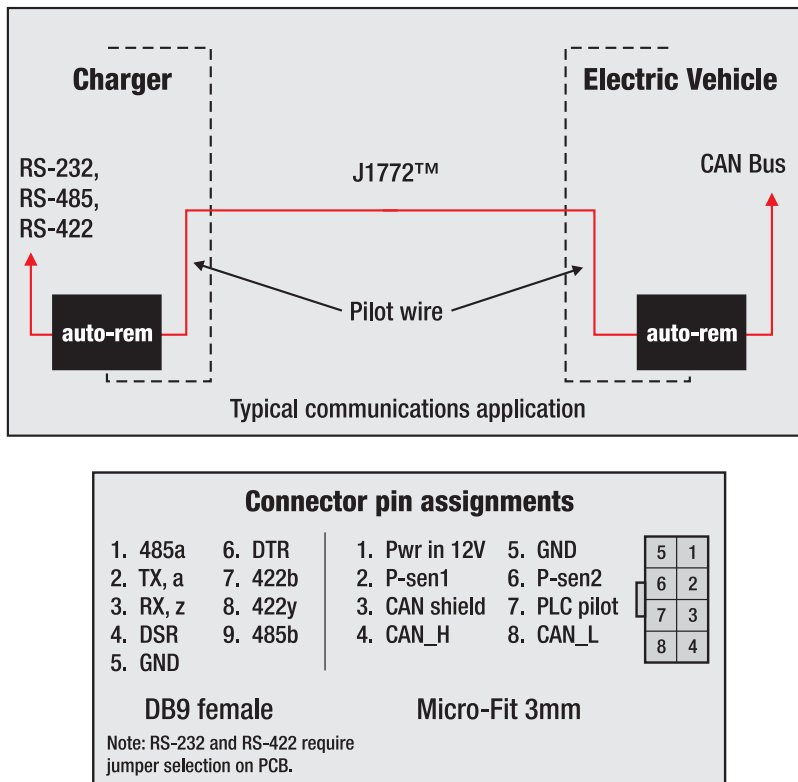 Charger
Electric Vehicle
RS-232,
RS-485,
RS-422
J1772™
CAN Bus
Pilot wire
auto-rem
auto-rem
Typical communications application
Connector pin assignments
1. 485a
2. TX, a
3. RX, z
4. DSR
5. GND
6. DTR
7. 422b
8. 422y
9. 485b
1. Pwr in 12V
2. P-sen1
3. CAN shield
4. CAN_H
5. GND
6. P-sen2
7. PLC pilot
8. CAN_L
5 1
6 2
7 3
8 4
DB9 female
Micro-Fit 3mm
Note: RS-232 and RS-422 require
jumper selection on PCB.